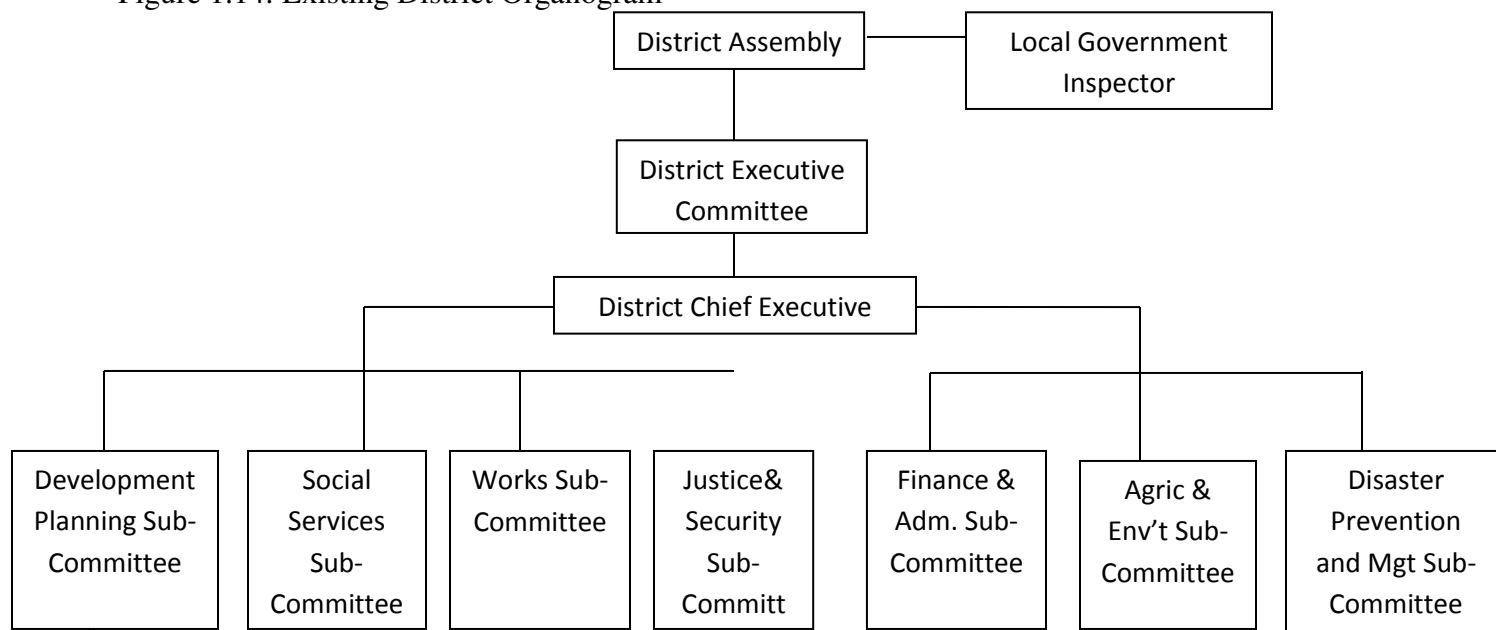 Figure 1.14: Existing District Organogram
District Assembly
Local Government
Inspector
District Executive
Committee
District Chief Executive
Development
Planning Sub-
Committee
Social
Services
Sub-
Committee
Works Sub-
Committee
Justice&
Security
Sub-
Committ
Finance &
Adm. Sub-
Committee
Agric &
Env’t Sub-
Committee
Disaster
Prevention
and Mgt Sub-
Committee